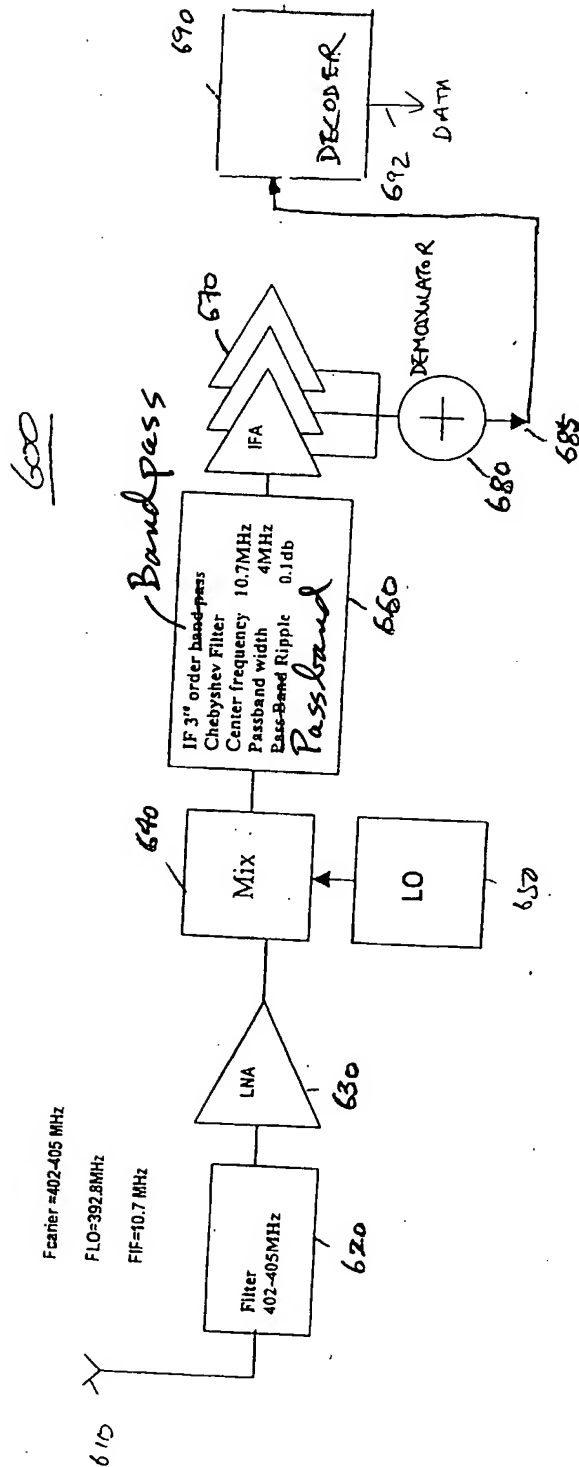 600
Fcarier =402-405 MHz
FLO=392.8MHz
FIF=10.7 MHz
610
Filter
402-405MHz
620
LNA
630
640
Mix
LO
650
Band pass
IF 3rd order band-pass
Chebyshev Filter
Center frequency 10.7MHz
Passband width 4MHz
Pass Band Ripple 0.1db
Passband
660
IFA
670
DEMODULATOR
680
685
690
DECODER
692
DATA